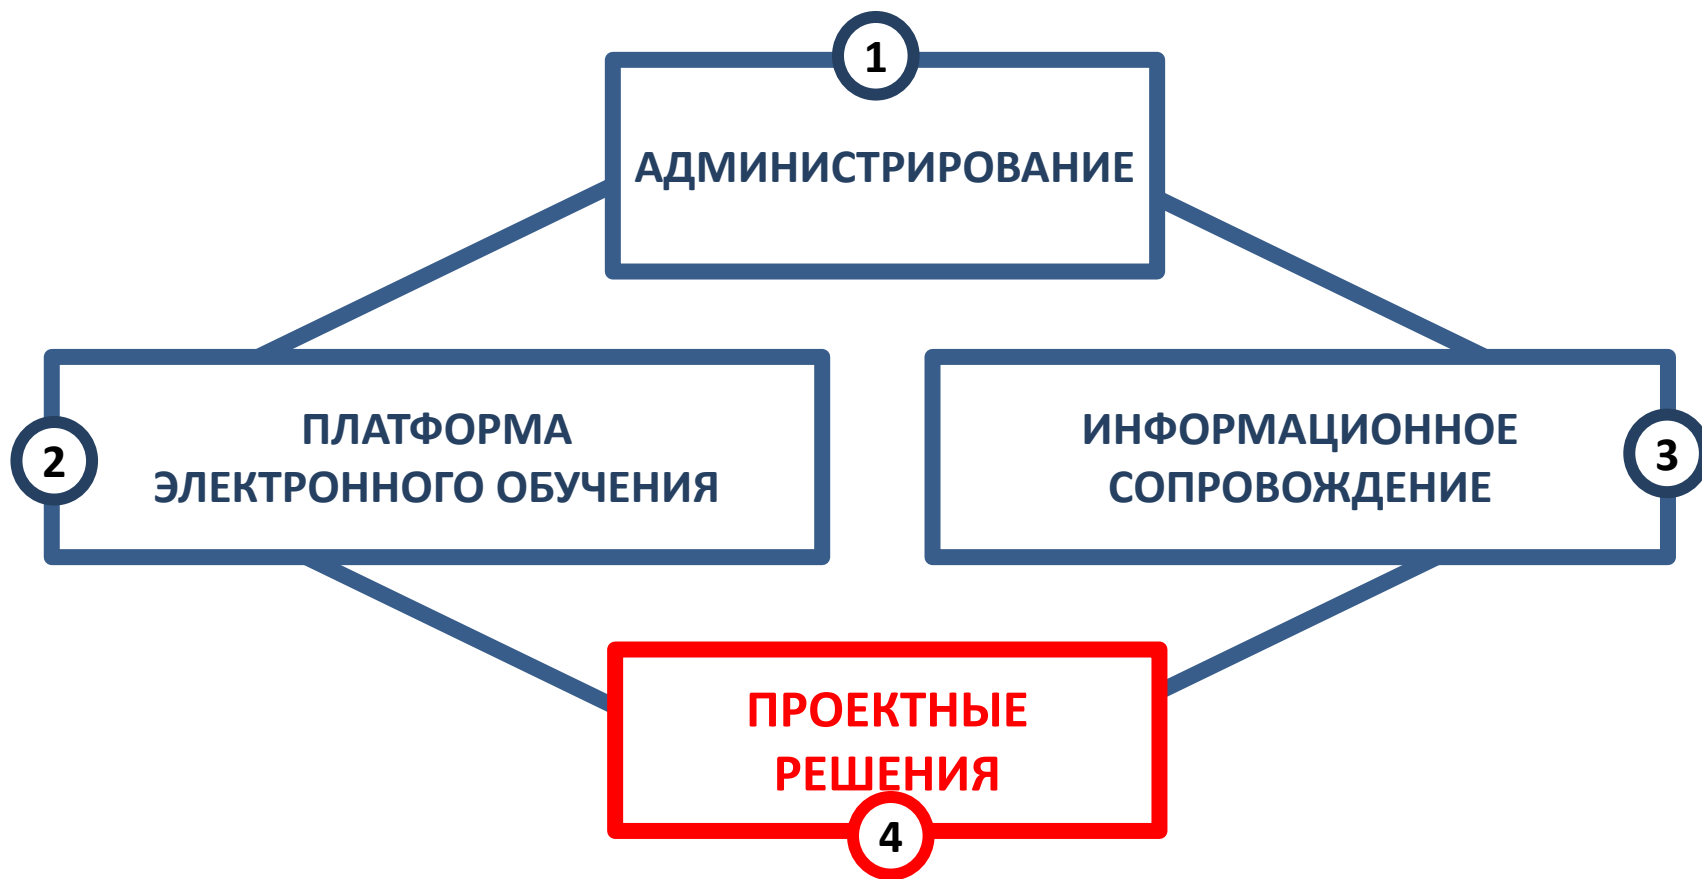 1
АДМИНИСТРИРОВАНИЕ
2
ПЛАТФОРМА
ЭЛЕКТРОННОГО ОБУЧЕНИЯ
ИНФОРМАЦИОННОЕ
СОПРОВОЖДЕНИЕ
3
ПРОЕКТНЫЕ
РЕШЕНИЯ
4